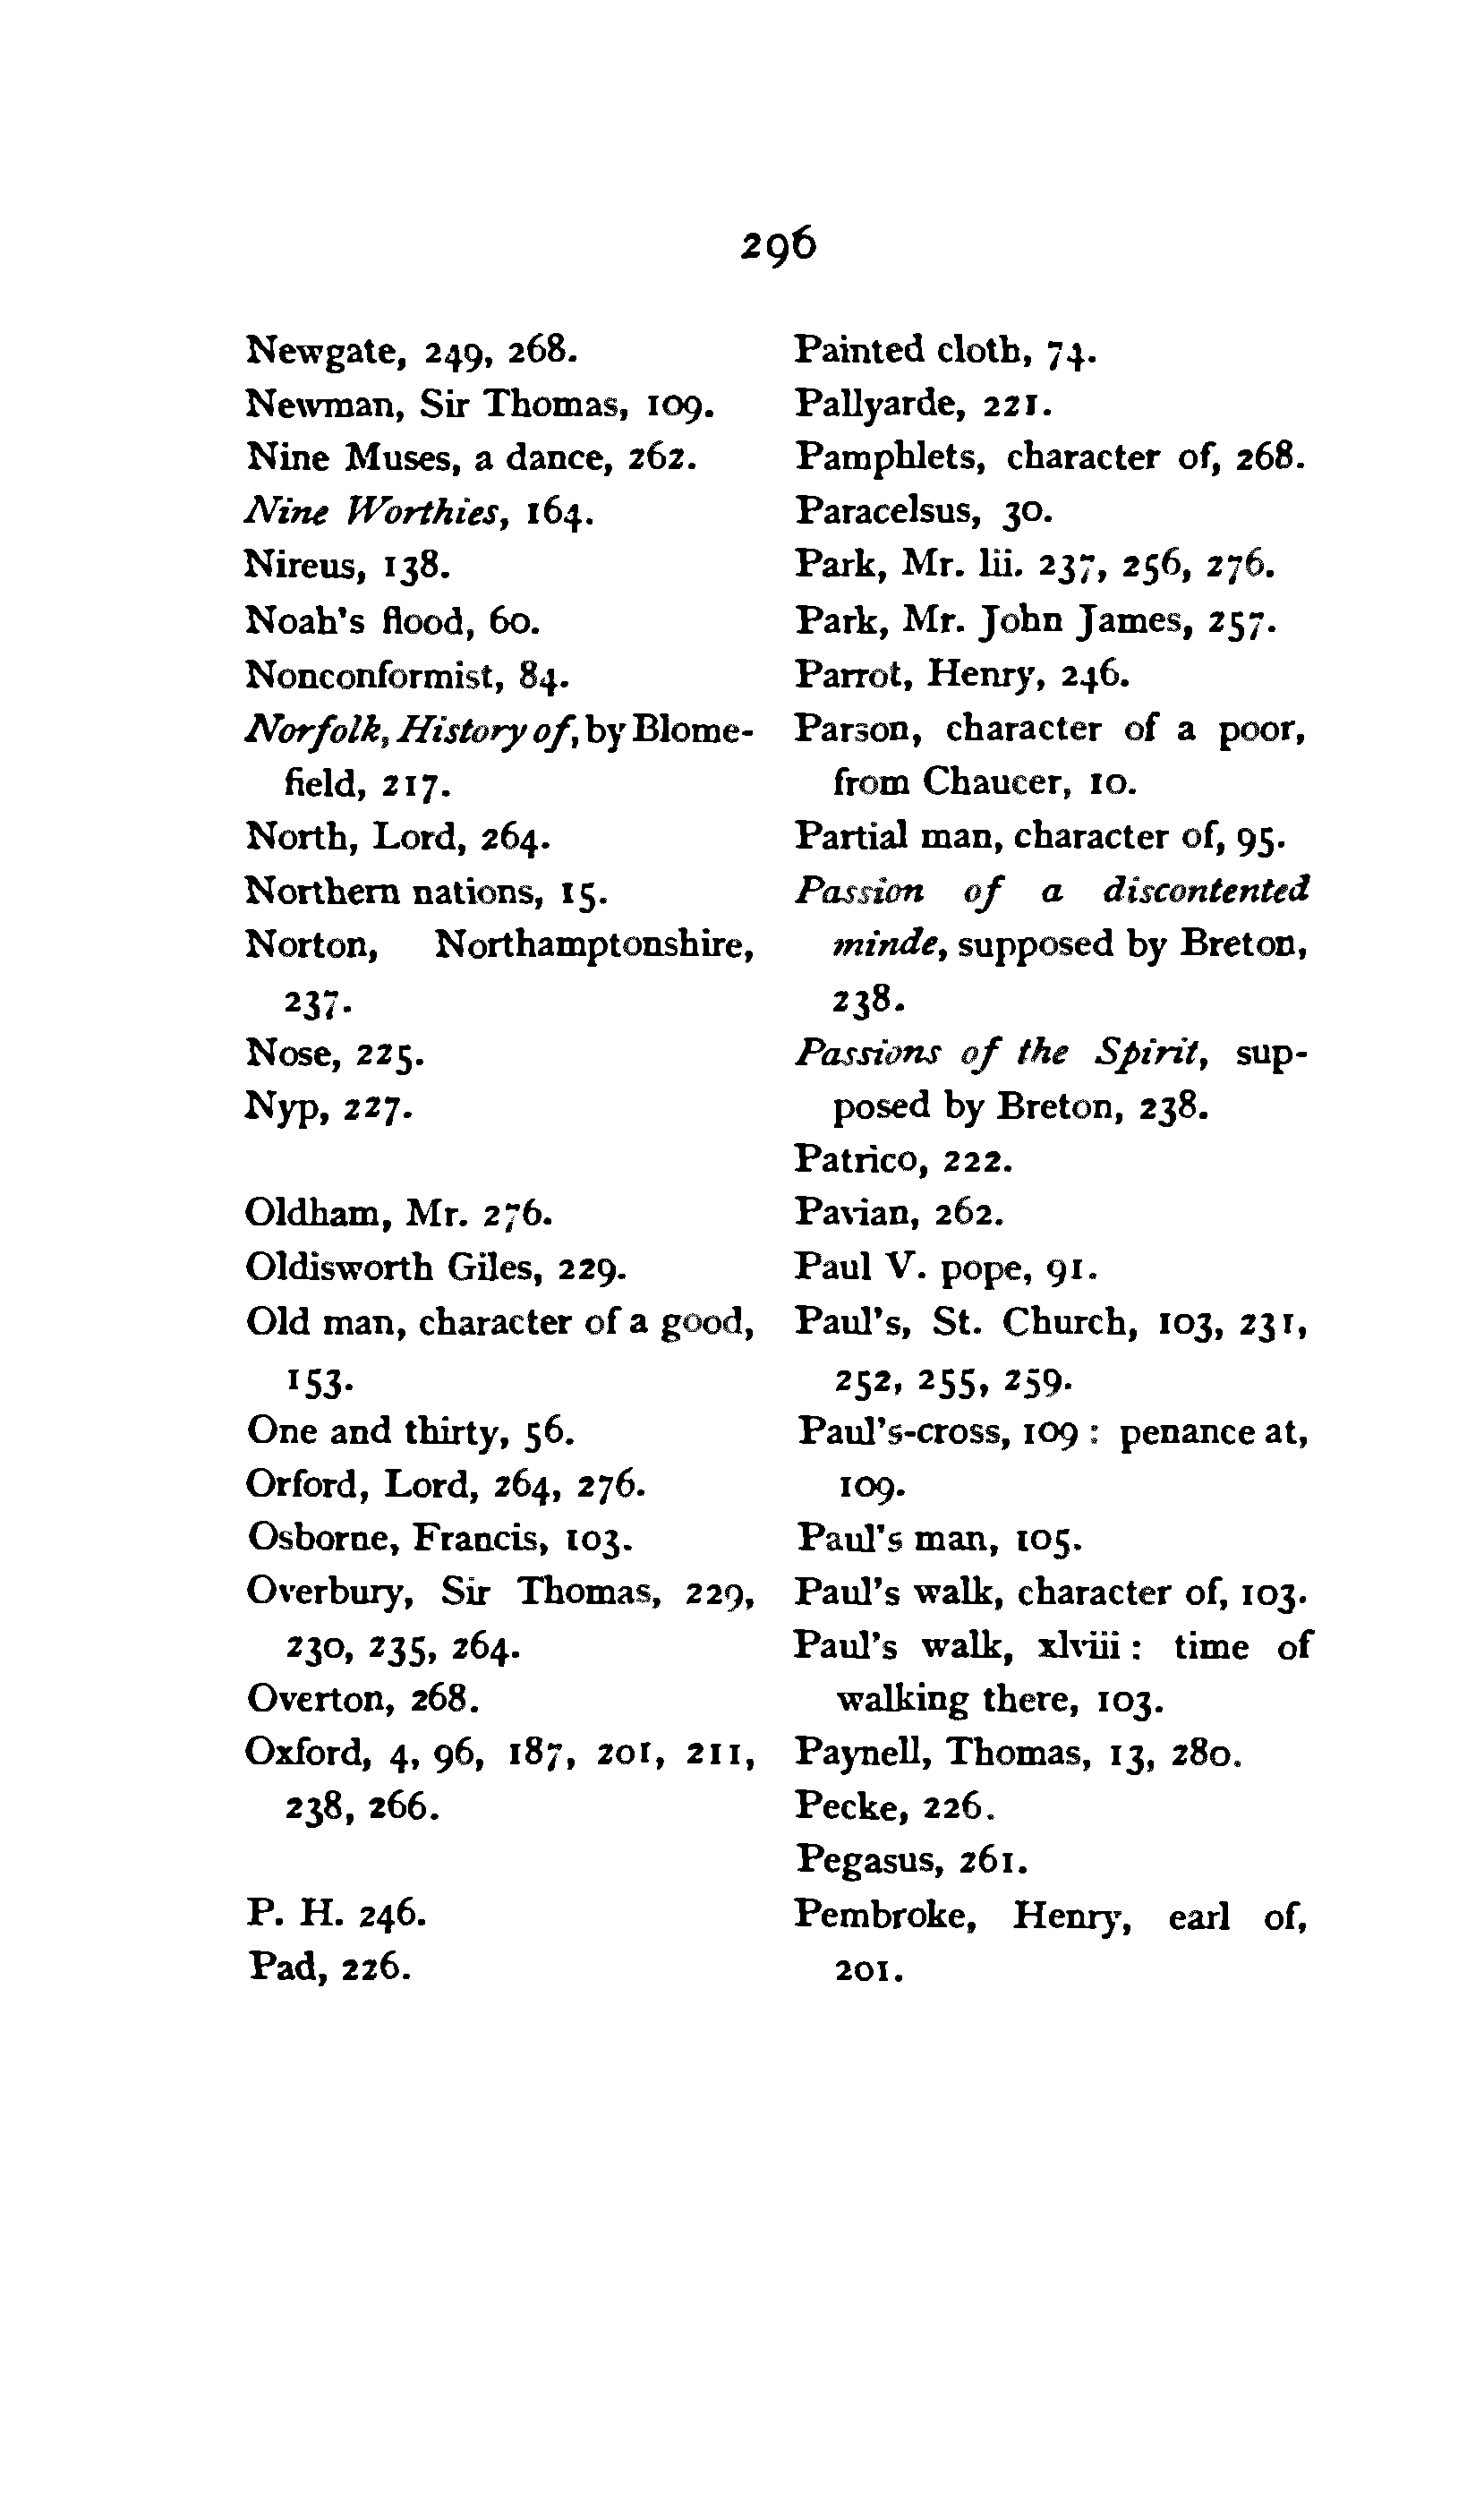 296
Newgate, 249, 268.
Newman, Sir Thomas, 109.
Nine Muses, a dance, 262.
Nine Worthies, 164.
Nireus, 138.
Noah's flood, 60.
Nonconformist, 84.
Norfolk, History of, by Blome-
field, 217.
North, Lord, 264.
Northern nations, 15.
Norton, Northamptonshire,
237.
Nose, 225.
Nyp, 227.
Oldham, Mr. 276.
Oldisworth Giles, 229.
Old man, character of a good,
153.
One and thirty, 56.
Orford, Lord, 264, 276.
Osborne, Francis, 103.
Overbury, Sir Thomas, 229,
230, 235, 264.
Overton, 268.
Oxford, 4, 96, 187, 201, 211,
238, 266.
P. H. 246.
Pad, 226.
Painted cloth, 74.
Pallyarde, 221.
Pamphlets, character of, 268.
Paracelsus, 30.
Park, Mr. lii. 237, 256, 276.
Park, Mr. John James, 257.
Parrot, Henry, 246.
Parson, character of a poor,
from Chaucer, 10.
Partial man, character of, 95.
Passion of a discontented
minde, supposed by Breton,
238.
Passions of the Spirit, sup-
posed by Breton, 238.
Patrico, 222.
Pavian, 262.
Paul V. pope, 91.
Paul's, St. Church, 103, 231,
252, 255, 259.
Paul's-cross, 109 : penance at,
109.
Paul's man, 105.
Paul's walk, character of, 103.
Paul's walk, xlviii : time of
walking there, 103.
Paynell, Thomas, 13, 280.
Pecke, 226.
Pegasus, 261.
Pembroke, Henry, earl of,
201.